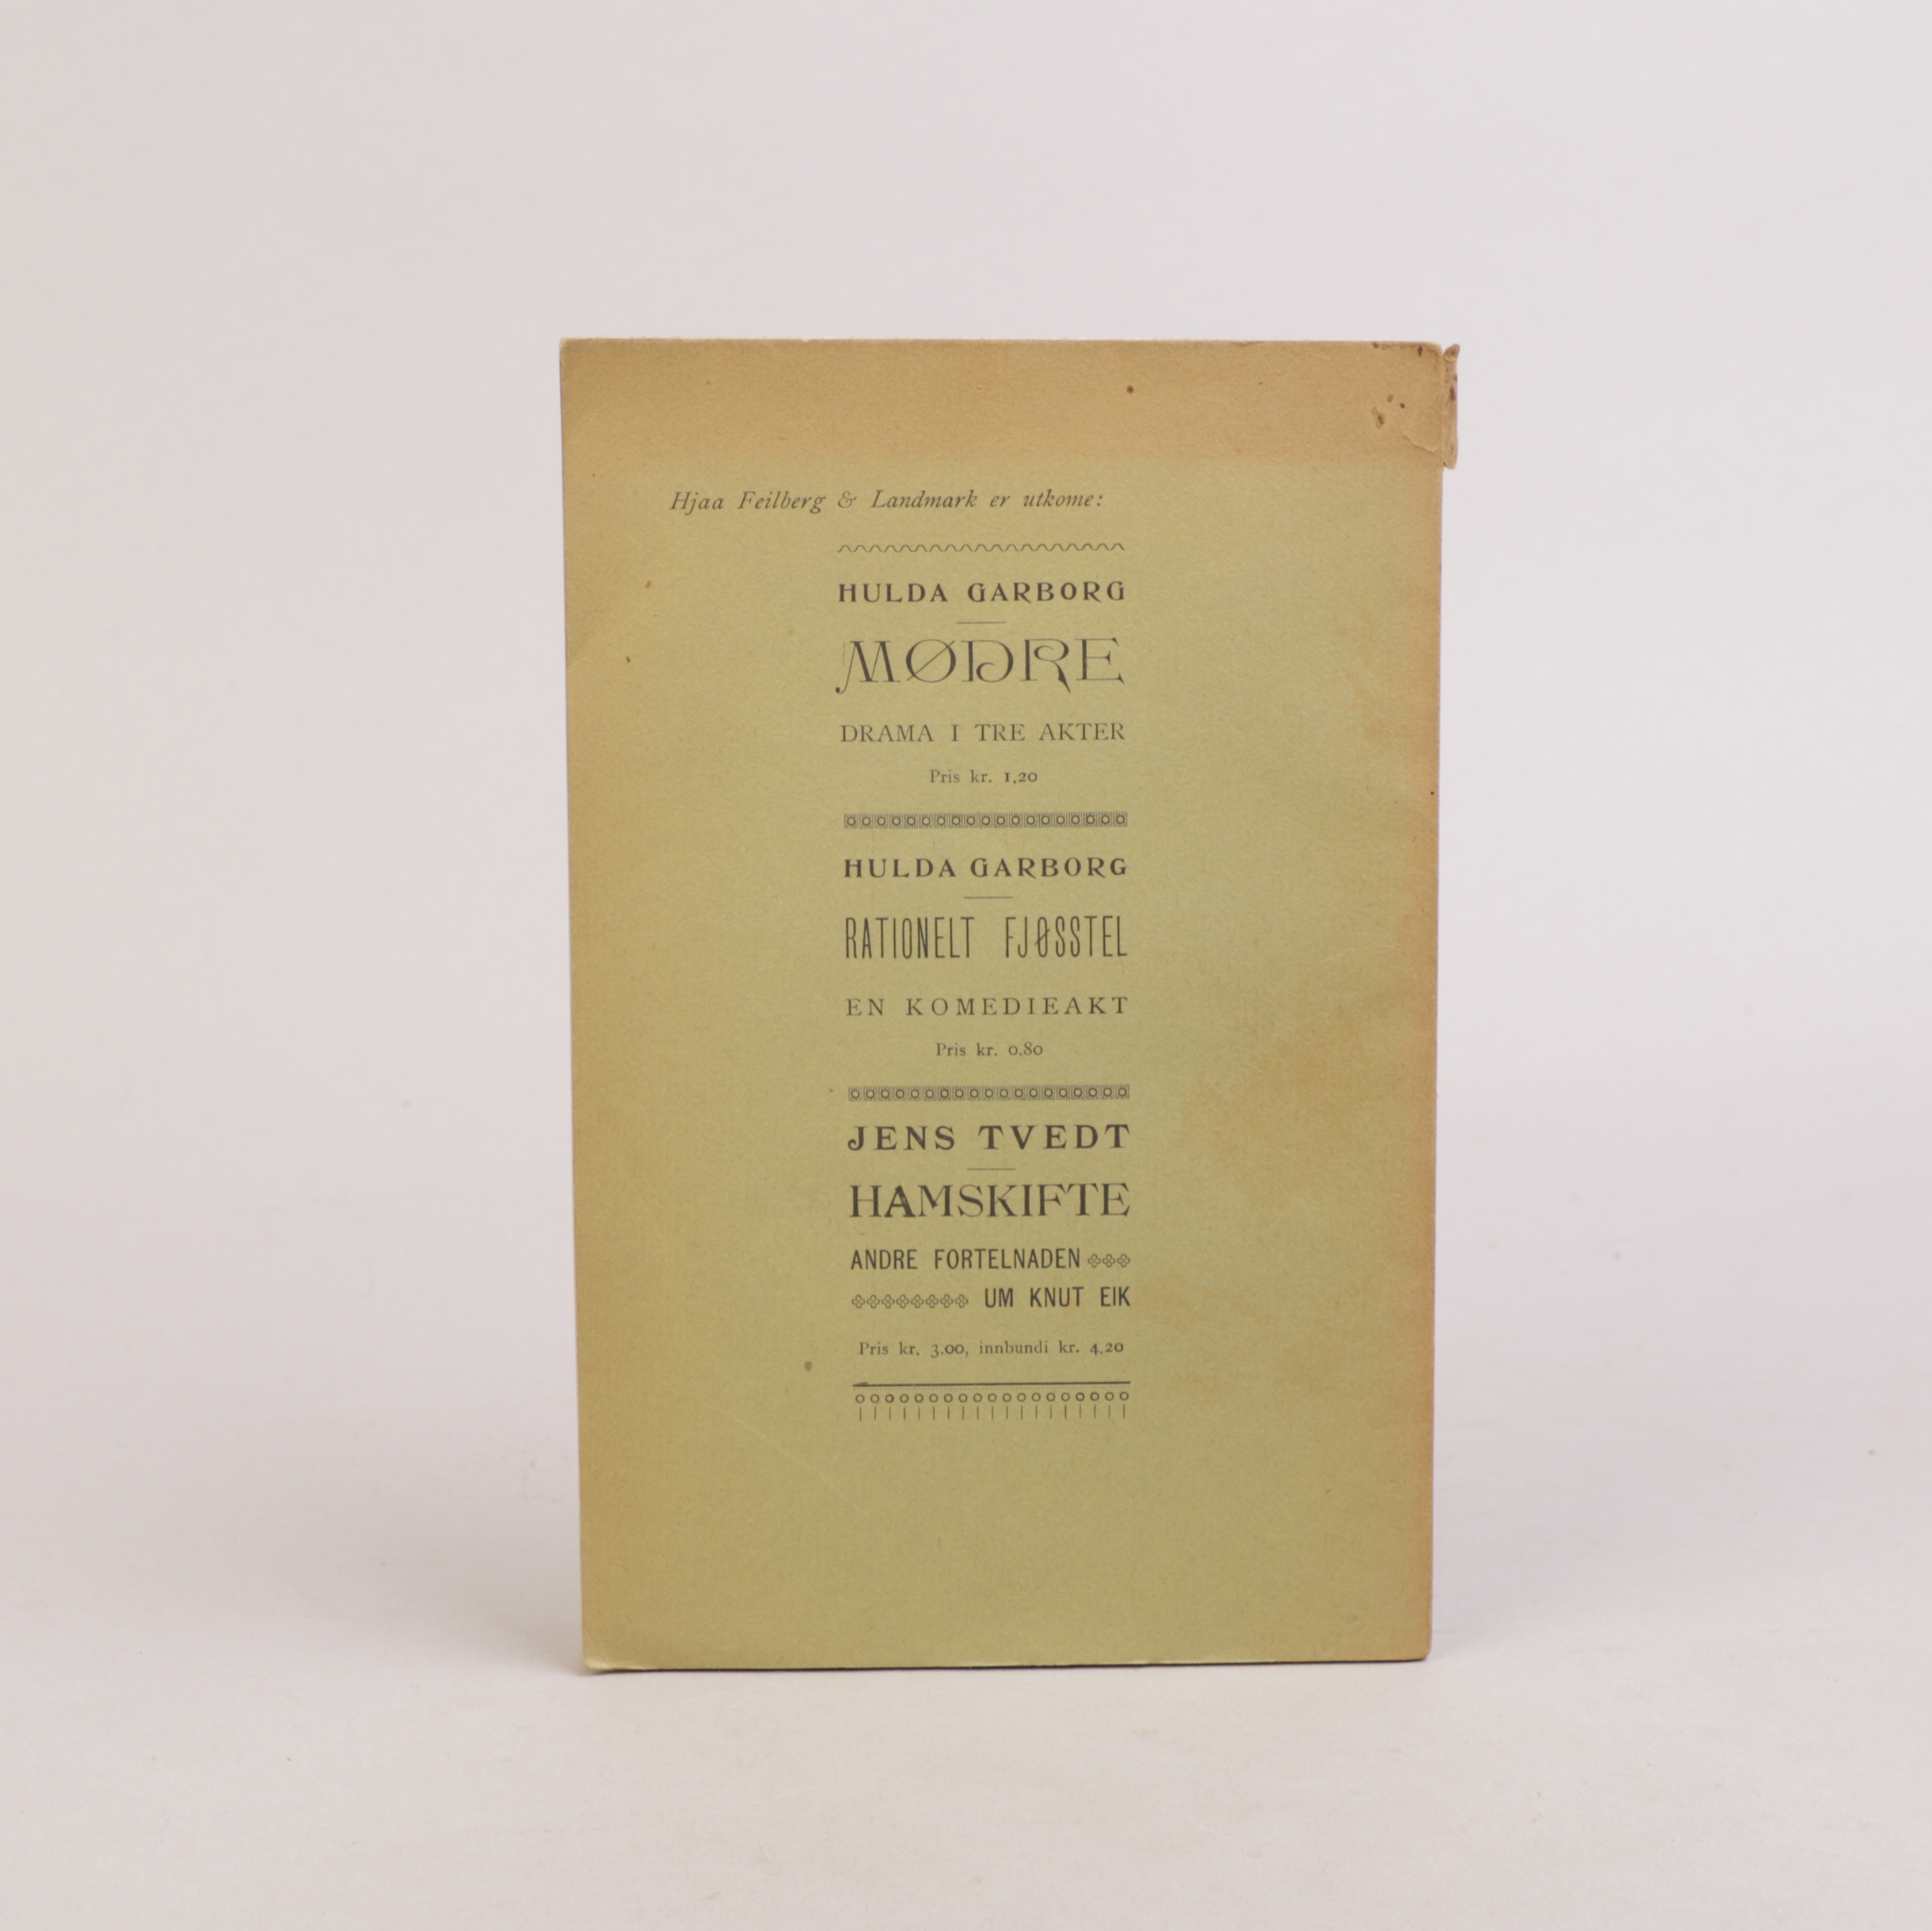 Hjaa Feilberg & Landmark er utkome:
HULDA GARBORG
MØDRE
DRAMA I TRE AKTER
Pris kr. 1,20
HULDA GARBORG
RATIONELT FJØSSTEL
EN KOMEDIEAKT
Pris kr. 0.80
JENS TVEDT
HAMSKIFTE
ANDRE FORTELNADEN
UM KNUT EIK
Pris kr. 3.00, innbundi kr. 4.20